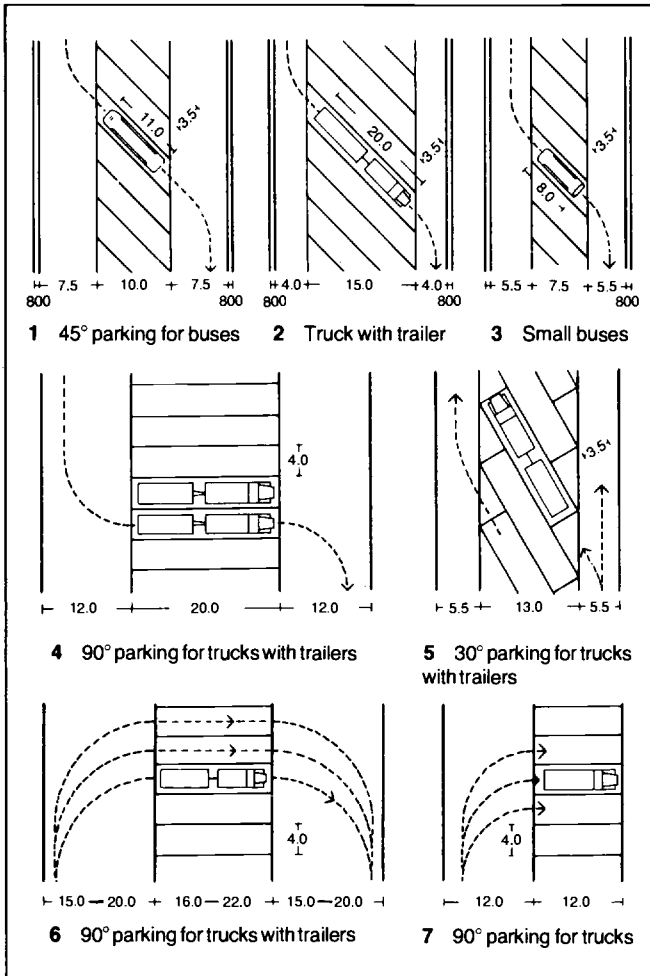 11.0
3.5
20.0
3.5
8.0
3.5
7.5 10.0 7.5
800 800
4.0 15.0 4.0
800 800
5.5 7.5 5.5
800
1 45° parking for buses
2 Truck with trailer
3 Small buses
4.0
3.5
12.0 20.0 12.0
5.5 13.0 5.5
4 90° parking for trucks with trailers
5 30° parking for trucks
with trailers
4.0
4.0
15.0—20.0 16.0—22.0 15.0—20.0
12.0 12.0
6 90° parking for trucks with trailers
7 90° parking for trucks